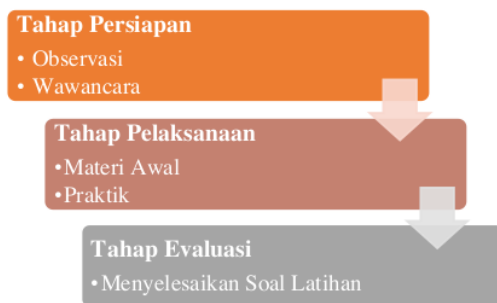 Tahap Persiapan
• Observasi
• Wawancara
Tahap Pelaksanaan
•Materi Awal
•Praktik
Tahap Evaluasi
•Menyelesaikan Soal Latihan